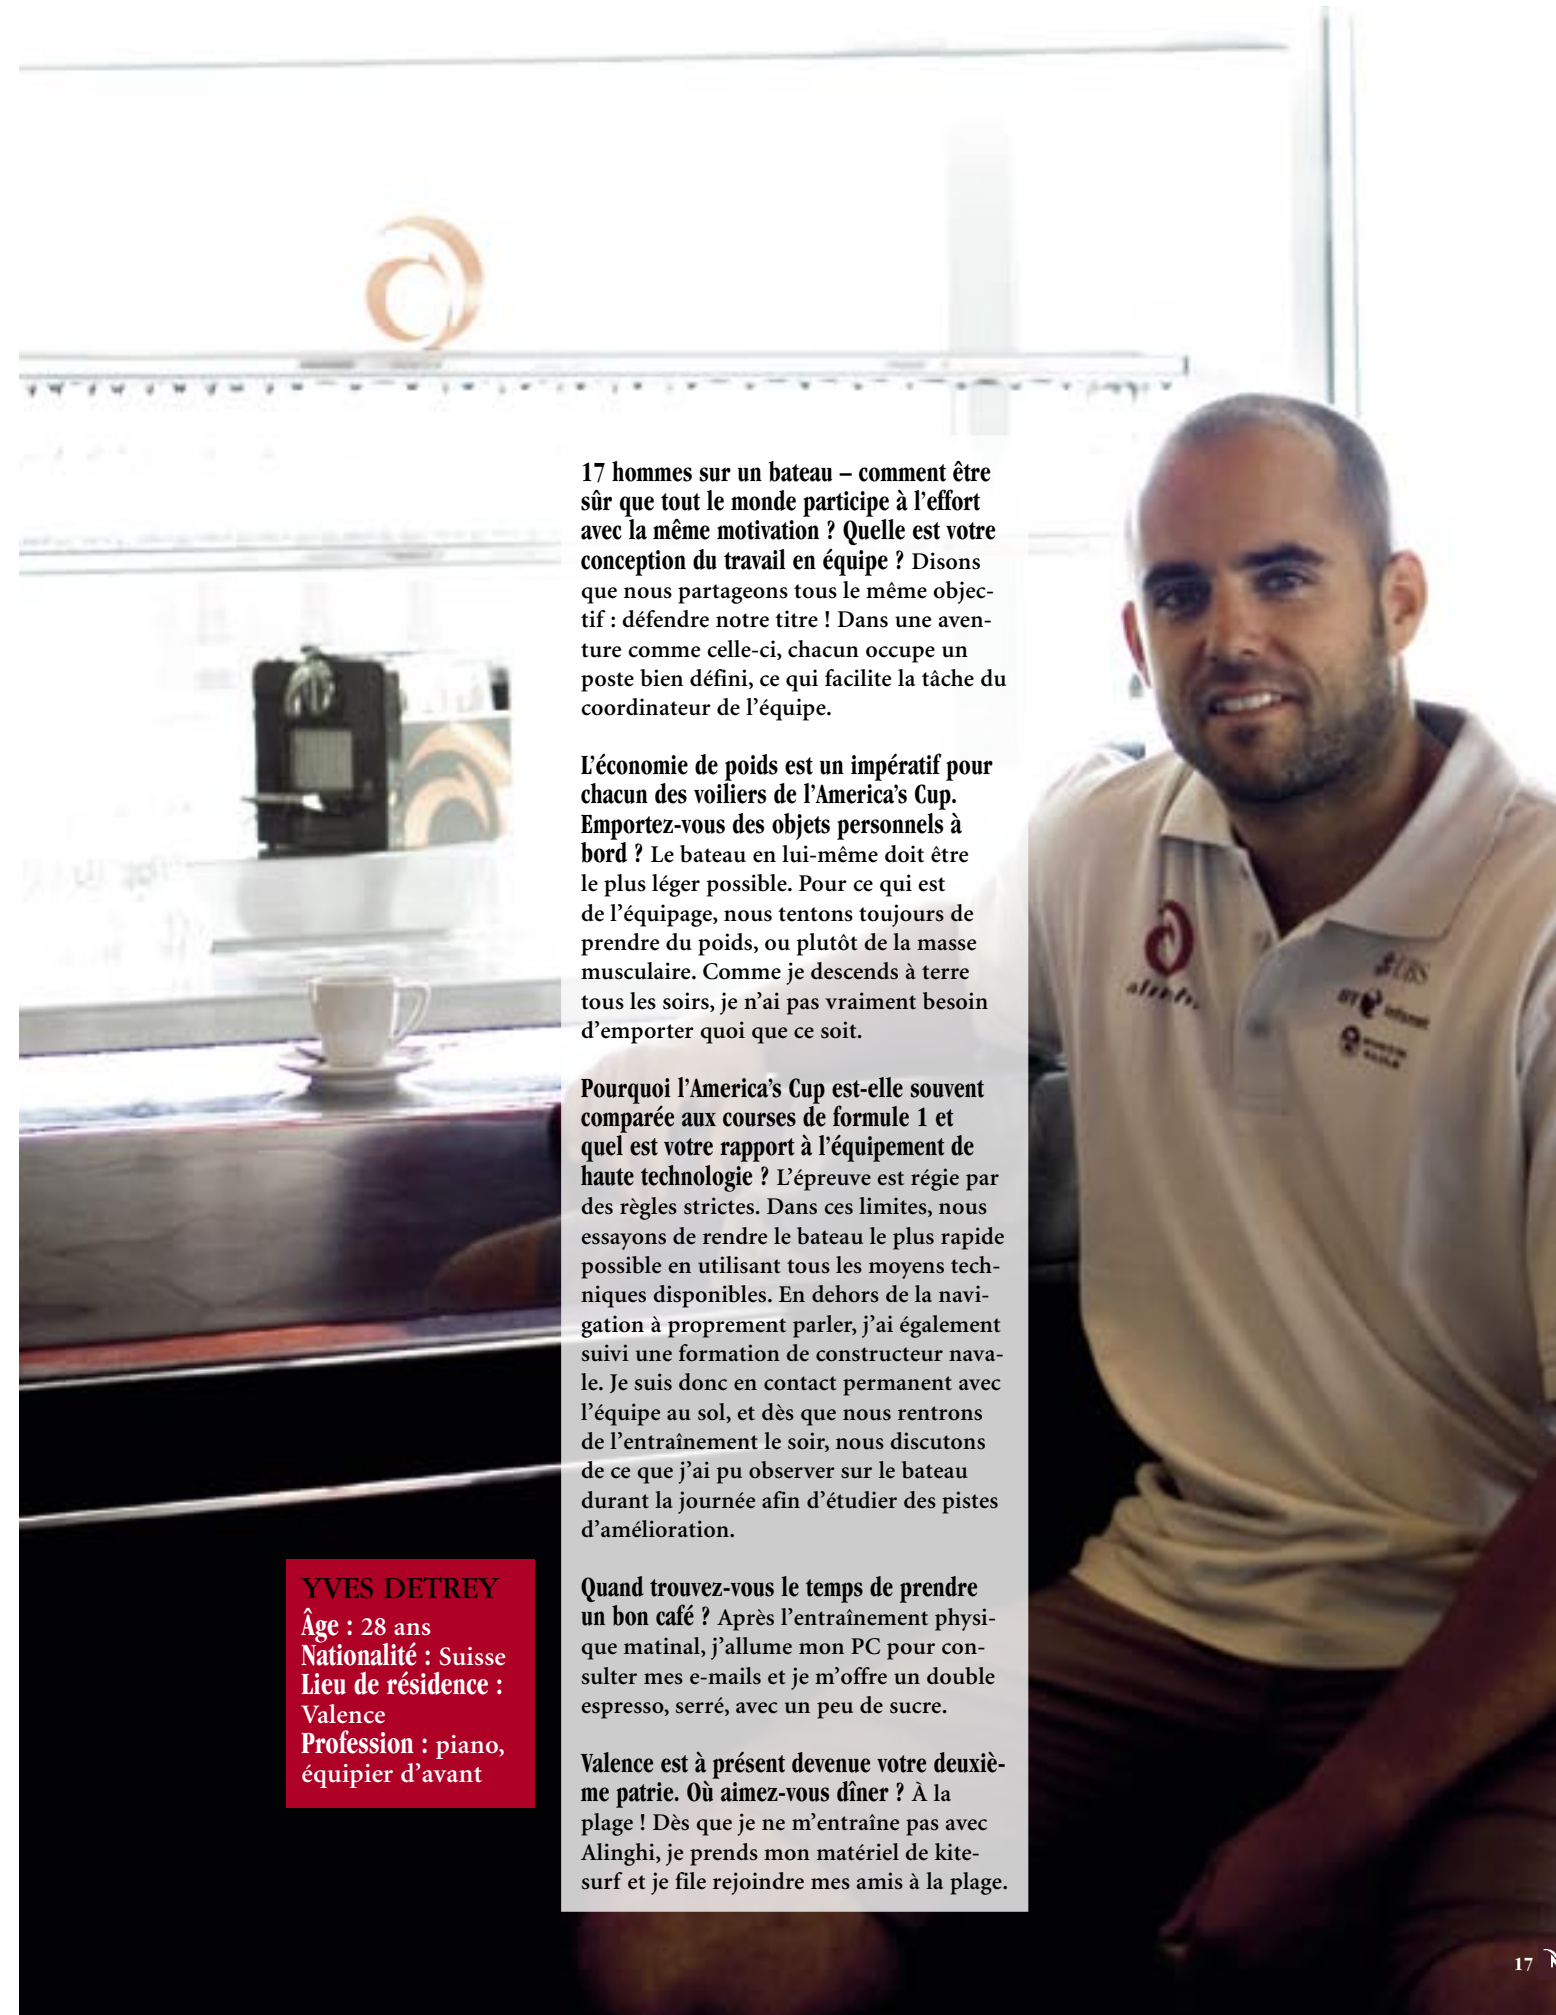 17 hommes sur un bateau – comment être
sûr que tout le monde participe à l’effort
avec la même motivation ? Quelle est votre
conception du travail en équipe ? Disons
que nous partageons tous le même objec-
tif : défendre notre titre ! Dans une aven-
ture comme celle-ci, chacun occupe un
poste bien défini, ce qui facilite la tâche du
coordinateur de l’équipe.
L’économie de poids est un impératif pour
chacun des voiliers de l’America’s Cup.
Emportez-vous des objets personnels à
bord ? Le bateau en lui-même doit être
le plus léger possible. Pour ce qui est
de l’équipage, nous tentons toujours de
prendre du poids, ou plutôt de la masse
musculaire. Comme je descends à terre
tous les soirs, je n’ai pas vraiment besoin
d’emporter quoi que ce soit.
Pourquoi l’America’s Cup est-elle souvent
comparée aux courses de formule 1 et
quel est votre rapport à l’équipement de
haute technologie ? L’épreuve est régie par
des règles strictes. Dans ces limites, nous
essayons de rendre le bateau le plus rapide
possible en utilisant tous les moyens tech-
niques disponibles. En dehors de la navi-
gation à proprement parler, j’ai également
suivi une formation de constructeur nava-
le. Je suis donc en contact permanent avec
l’équipe au sol, et dès que nous rentrons
de l’entraînement le soir, nous discutons
de ce que j’ai pu observer sur le bateau
durant la journée afin d’étudier des pistes
d’amélioration.
Quand trouvez-vous le temps de prendre
un bon café ? Après l’entraînement physi-
que matinal, j’allume mon PC pour con-
sulter mes e-mails et je m’offre un double
espresso, serré, avec un peu de sucre.
Valence est à présent devenue votre deuxiè-
me patrie. Où aimez-vous dîner ? À la
plage ! Dès que je ne m’entraîne pas avec
Alinghi, je prends mon matériel de kite-
surf et je file rejoindre mes amis à la plage.
YVES DETREY
Âge : 28 ans
Nationalité : Suisse
Lieu de résidence :
Valence
Profession : piano,
équipier d’avant
UBS
BT infonet
17